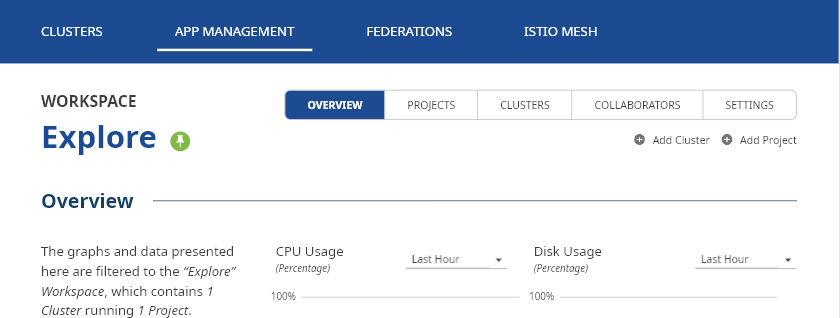 CLUSTERS APP MANAGEMENT FEDERATIONS ISTIO MESH
WORKSPACE
Explore
OVERVIEW PROJECTS CLUSTERS COLLABORATORS SETTINGS
Add Cluster Add Project
Overview
The graphs and data presented
here are filtered to the “Explore”
Workspace, which contains 1
Cluster running 1 Project.
CPU Usage
(Percentage)
Last Hour
100%
Disk Usage
(Percentage)
Last Hour
100%